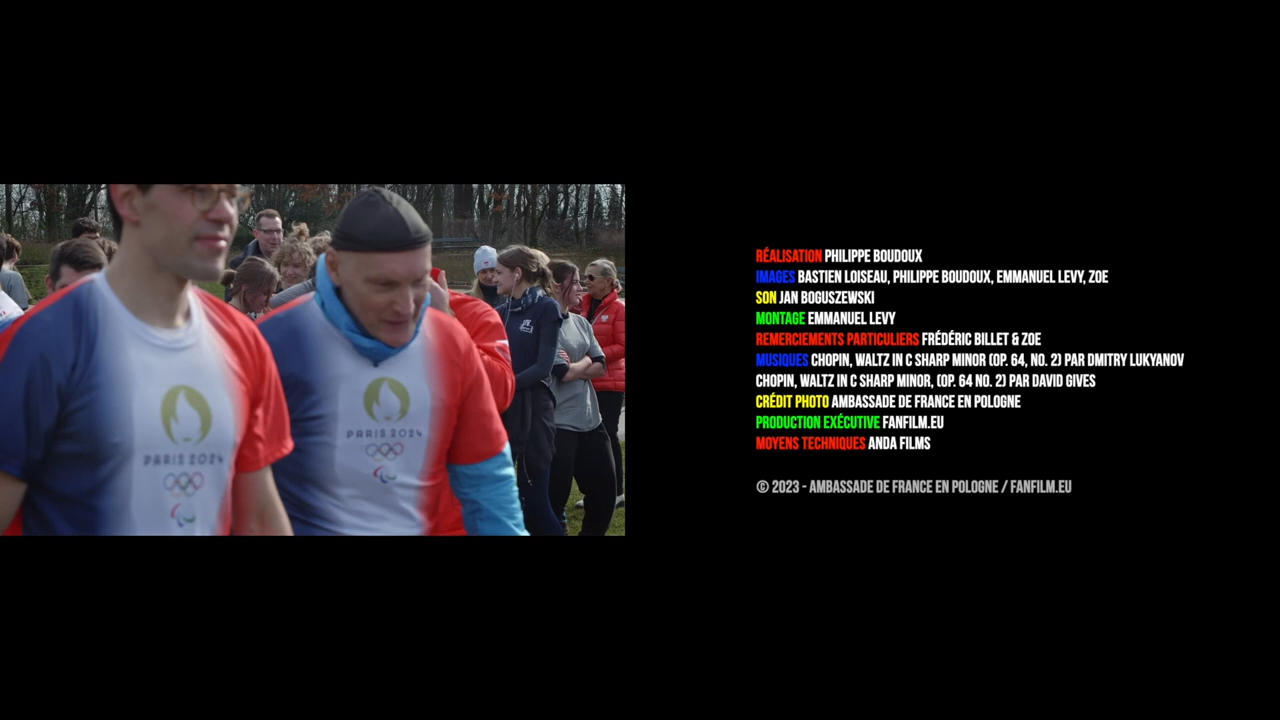 PARIS 2024
PARIS 2024
RÉALISATION PHILIPPE BOUDOUX
IMAGES BASTIEN LOISEAU, PHILIPPE BOUDOUX, EMMANUEL LEVY, ZOE
SON JAN BOGUSZEWSKI
MONTAGE EMMANUEL LEVY
REMERCIEMENTS PARTICULIERS FRÉDÉRIC BILLET & ZOE
MUSIQUES CHOPIN, WALTZ IN C SHARP MINOR (OP. 64, NO. 2) PAR DMITRY LUKYANOV
CHOPIN, WALTZ IN C SHARP MINOR, (OP. 64 NO. 2) PAR DAVID GIVES
CRÉDIT PHOTO AMBASSADE DE FRANCE EN POLOGNE
PRODUCTION EXÉCUTIVE FANFILM.EU
MOYENS TECHNIQUES ANDA FILMS
© 2023 - AMBASSADE DE FRANCE EN POLOGNE / FANFILM.EU